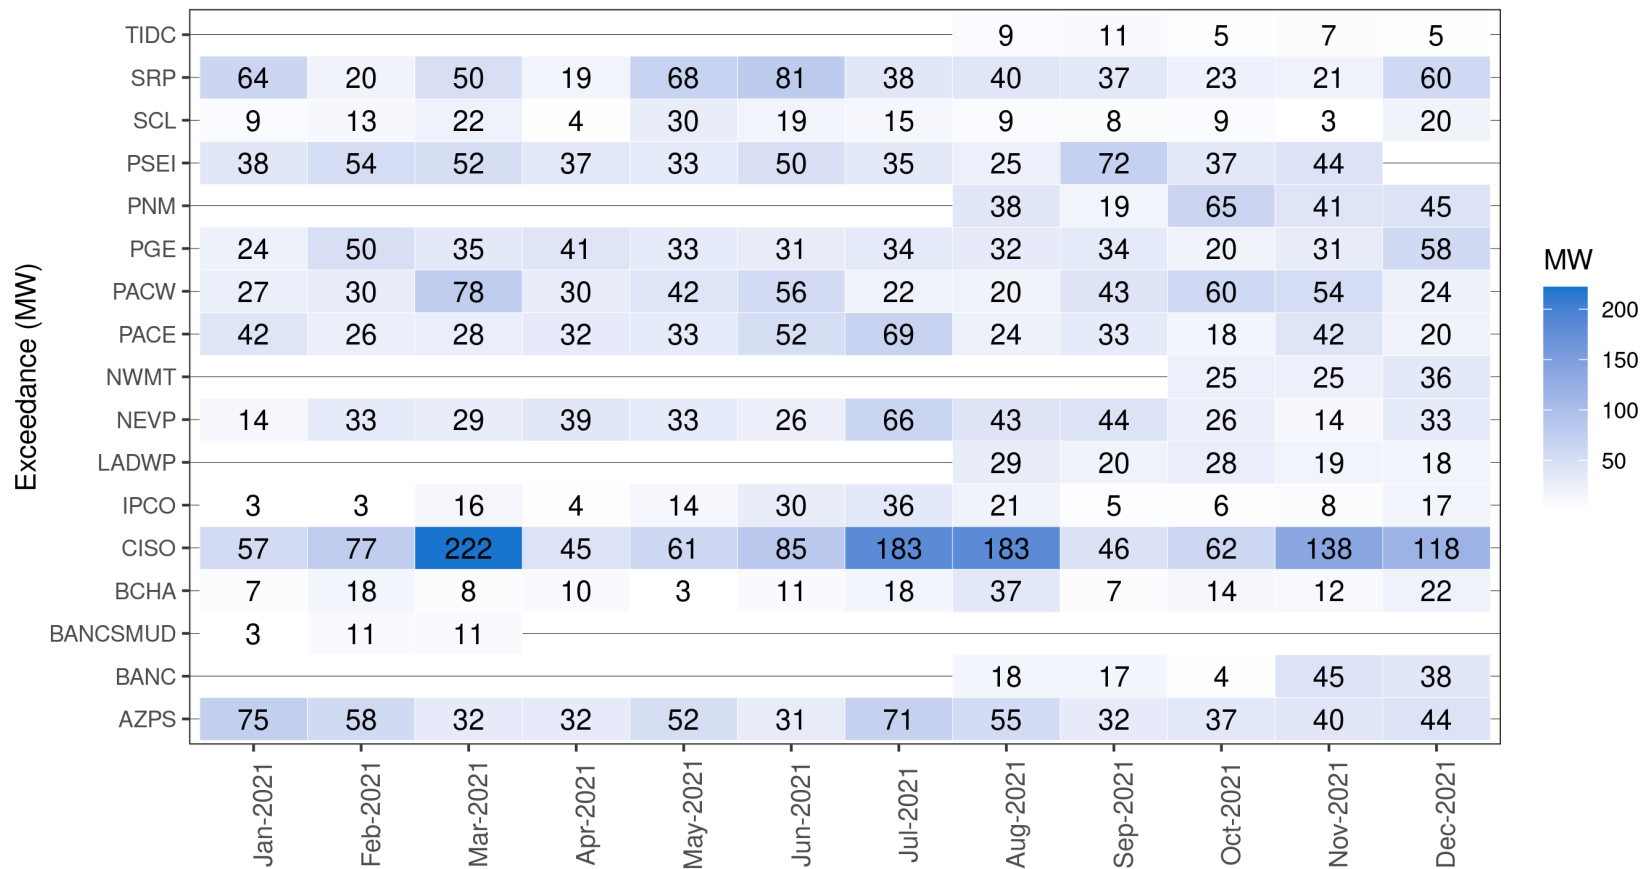 TIDC 9 11 5 7 5
SRP 64 20 50 19 68 81 38 40 37 23 21 60
SCL 9 13 22 4 30 19 15 9 8 9 3 20
PSEI 38 54 52 37 33 50 35 25 72 37 44
PNM 38 19 65 41 45
PGE 24 50 35 41 33 31 34 32 34 20 31 58
PACW 27 30 78 30 42 56 22 20 43 60 54 24
PACE 42 26 28 32 33 52 69 24 33 18 42 20
NWMT 25 25 36
NEVP 14 33 29 39 33 26 66 43 44 26 14 33
LADWP 29 20 28 19 18
IPCO 3 3 16 4 14 30 36 21 5 6 8 17
CISO 57 77 222 45 61 85 183 183 46 62 138 118
BCHA 7 18 8 10 3 11 18 37 7 14 12 22
BANCSMUD 3 11 11
BANC 18 17 4 45 38
AZPS 75 58 32 32 52 31 71 55 32 37 40 44
Jan-2021 Feb-2021 Mar-2021 Apr-2021 May-2021 Jun-2021 Jul-2021 Aug-2021 Sep-2021 Oct-2021 Nov-2021 Dec-2021
Exceedance (MW)
MW
200
150
100
50